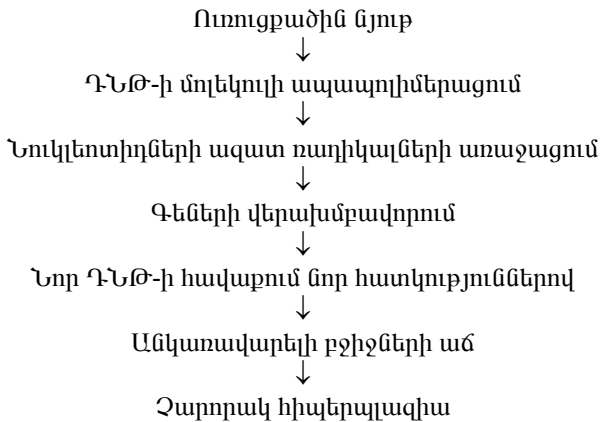 Ուռուցքածին նյութ
↓
ԴՆԹ-ի մոլեկուլի ապապոլիմերացում
↓
Նուկլեոտիդների ազատ ռադիկալների առաջացում
↓
Գեների վերախմբավորում
↓
Նոր ԴՆԹ-ի հավաքում նոր հատկություններով
↓
Անկառավարելի բջիջների աճ
↓
Չարորակ հիպերպլազիա